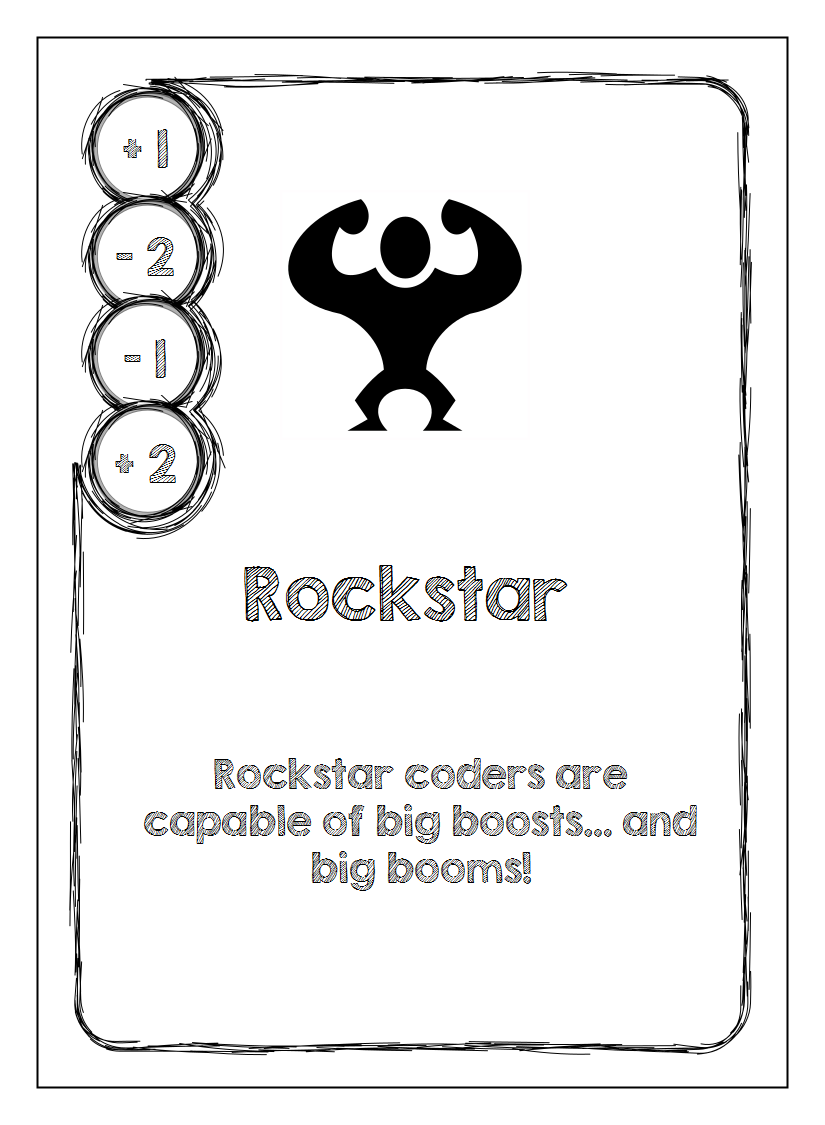 + 1
- 2
- 1
+ 2
Rockstar
Rockstar coders are
capable of big boosts... and
big booms!